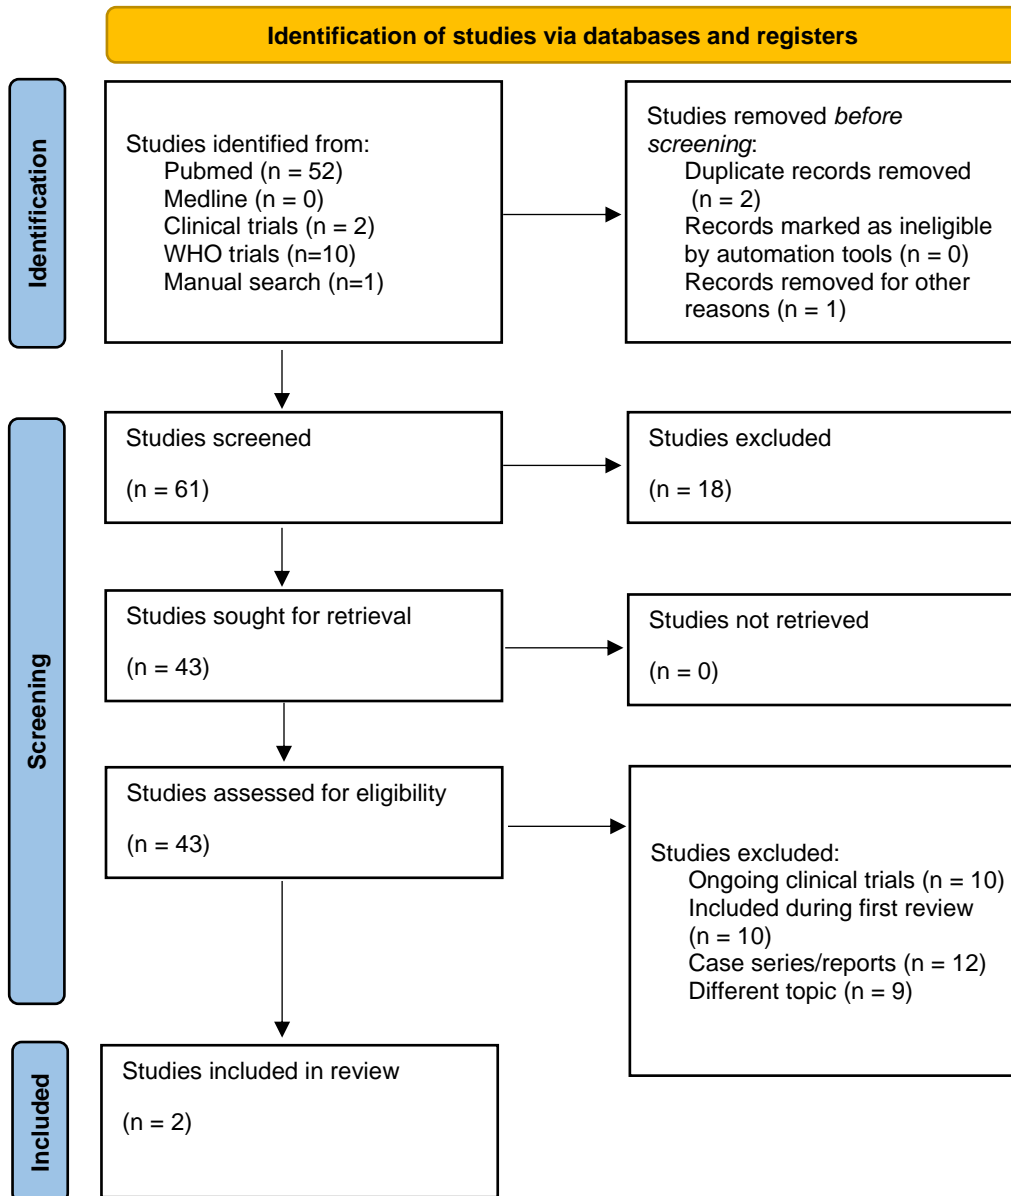 Identification of studies via databases and registers
Identification
Studies identified from:
Pubmed (n = 52)
Medline (n = 0)
Clinical trials (n = 2)
WHO trials (n=10)
Manual search (n=1)
Studies removed before
screening:
Duplicate records removed
(n = 2)
Records marked as ineligible
by automation tools (n = 0)
Records removed for other
reasons (n = 1)
Screening
Studies screened
(n = 61)
Studies excluded
(n = 18)
Studies sought for retrieval
(n = 43)
Studies not retrieved
(n = 0)
Studies assessed for eligibility
(n = 43)
Studies excluded:
Ongoing clinical trials (n = 10)
Included during first review
(n = 10)
Case series/reports (n = 12)
Different topic (n = 9)
Included
Studies included in review
(n = 2)